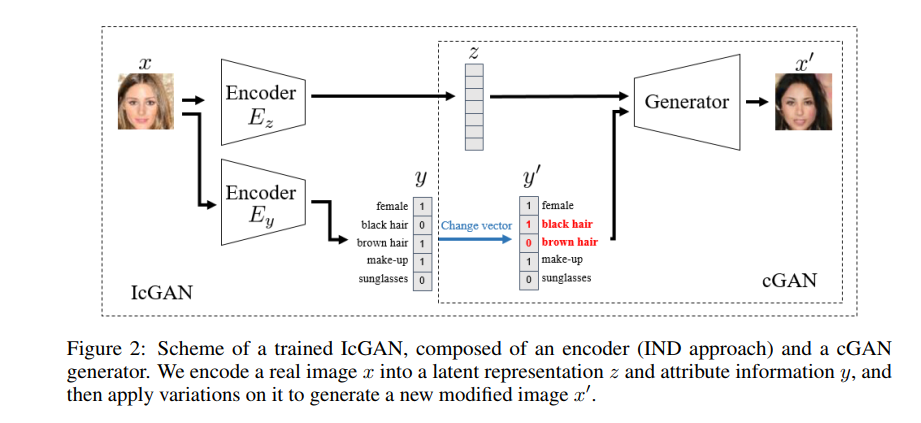 x
z
x′
Encoder
E_z
Generator
Encoder
E_y
y
y′
female 1
1 female
black hair 0
Change vector
1 black hair
brown hair 1
0 brown hair
make-up 1
1 make-up
sunglasses 0
0 sunglasses
IcGAN
cGAN
Figure 2: Scheme of a trained IcGAN, composed of an encoder (IND approach) and a cGAN
generator. We encode a real image x into a latent representation z and attribute information y, and
then apply variations on it to generate a new modified image x′.